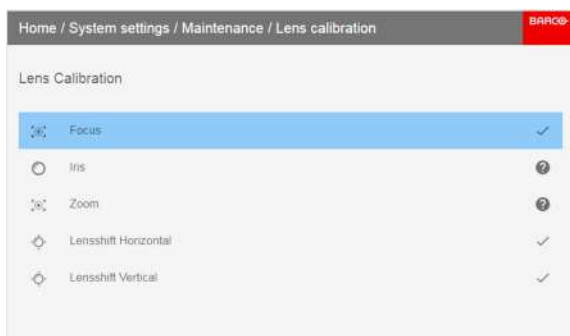 Home / System settings / Maintenance / Lens calibration
BARCO
Lens Calibration
Focus
Iris
Zoom
Lensshift Horizontal
Lensshift Vertical